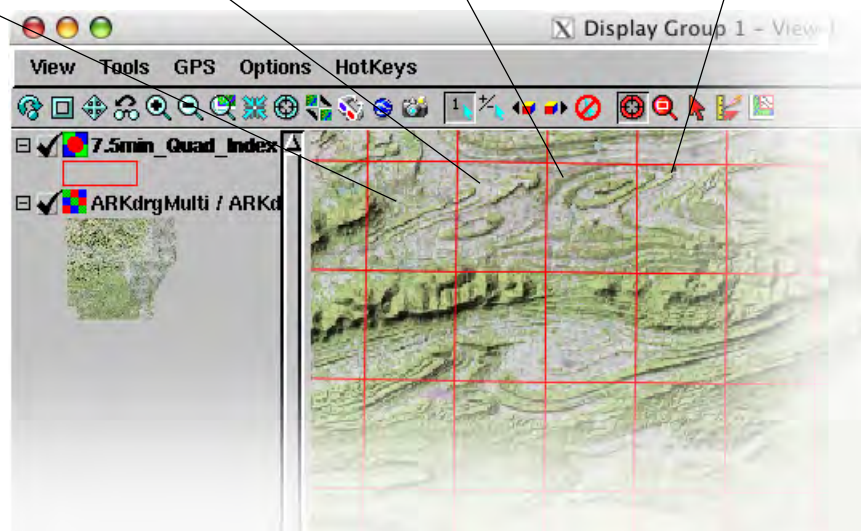 X Display Group 1 - View
View Tools GPS Options HotKeys
1 +/-
7.5min_Quad_Index
ARKdrgMulti / ARKd